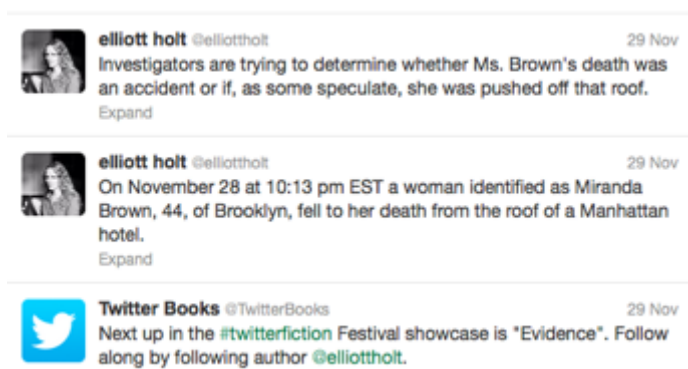 elliott holt @elliottholt 29 Nov
Investigators are trying to determine whether Ms. Brown's death was
an accident or if, as some speculate, she was pushed off that roof.
Expand
elliott holt @elliottholt 29 Nov
On November 28 at 10:13 pm EST a woman identified as Miranda
Brown, 44, of Brooklyn, fell to her death from the roof of a Manhattan
hotel.
Expand
Twitter Books @TwitterBooks 29 Nov
Next up in the #twitterfiction Festival showcase is "Evidence". Follow
along by following author @elliottholt.